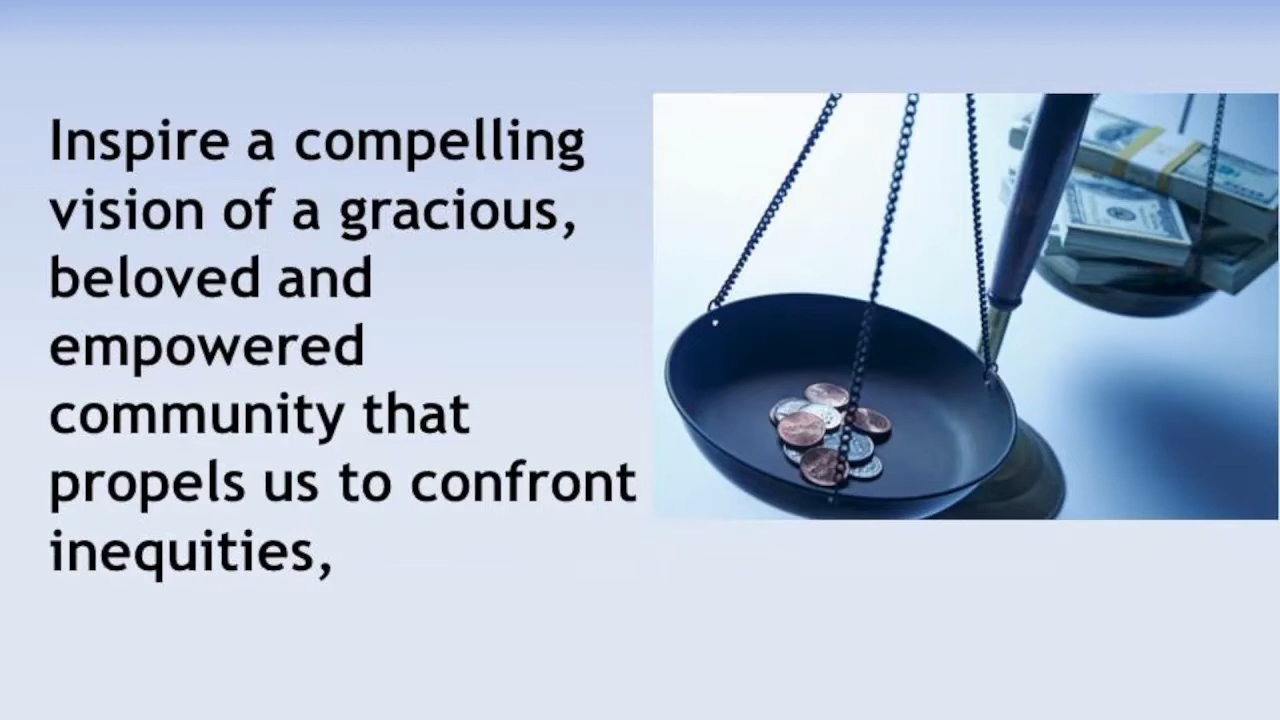 Inspire a compelling
vision of a gracious,
beloved and
empowered
community that
propels us to confront
inequities,